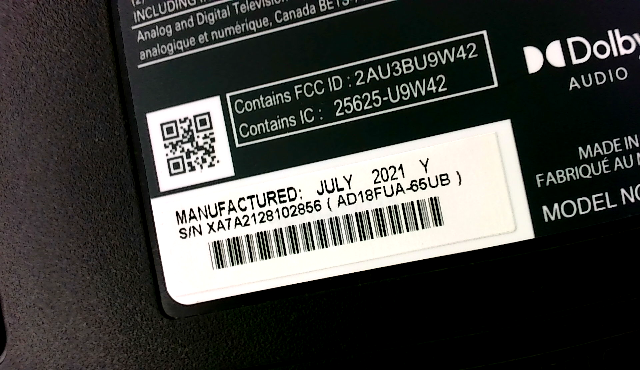 INCLUDING
Analog and Digital Televisio
analogique et numérique, Canada BETS-
Contains FCC ID : 2AU3BU9W42
Contains IC : 25625-U9W42
Dolby
AUDIO
MANUFACTURED: JULY 2021 Y
S/N XA7A2128102856 ( AD18FUA-65UB )
MADE IN
FABRIQUÉ AU
MODEL NO